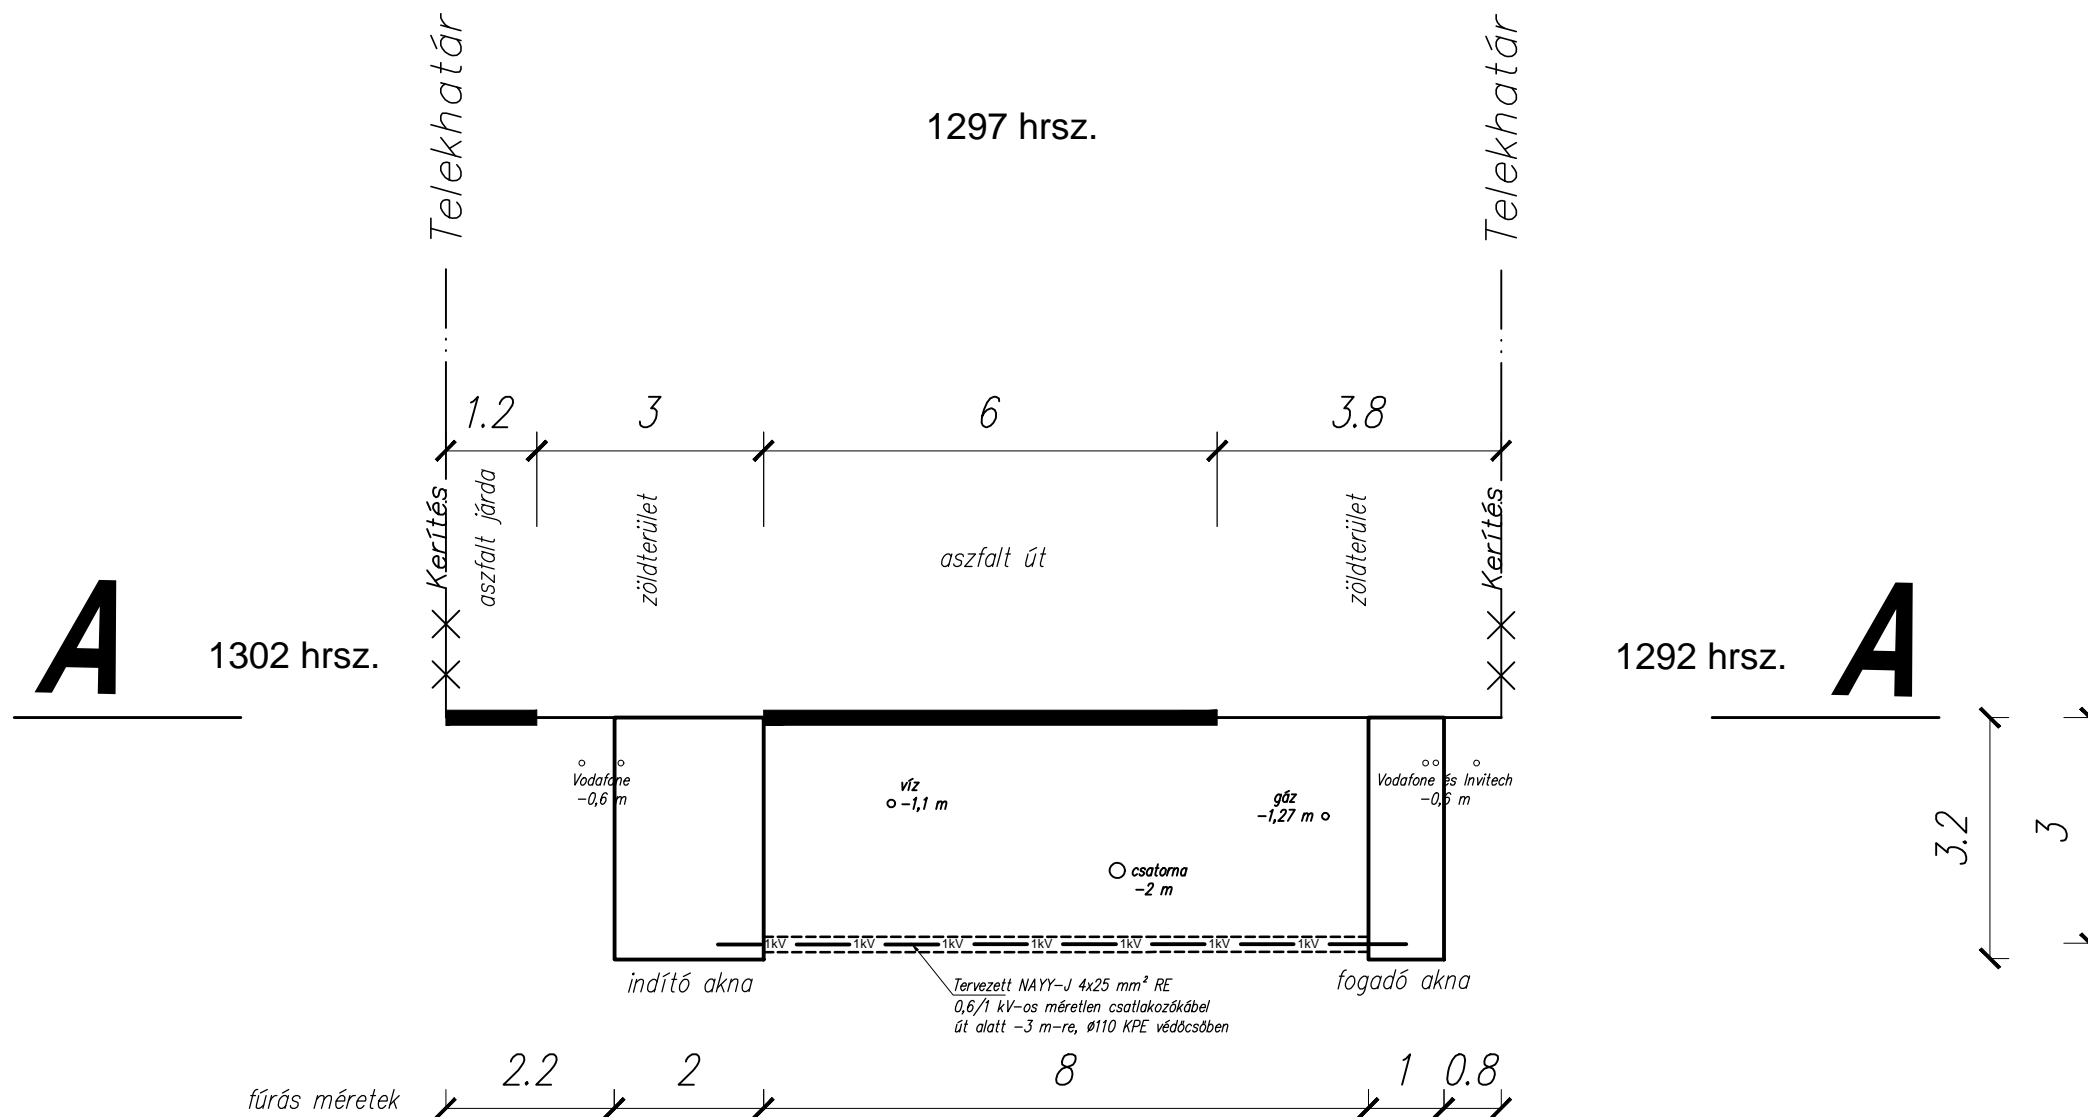 Telekhatár
Telekhatár
1297 hrsz.
1.2
3
6
3.8
Kerítés
aszfalt járda
zöldterület
aszfalt út
zöldterület
Kerítés
A
1302 hrsz.
1292 hrsz.
A
Vodafone
-0,6 m
víz
-1,1 m
gáz
-1,27 m
Vodafone és Invitech
-0,6 m
csatorna
-2 m
3.2
3
1kV
1kV
1kV
1kV
1kV
1kV
1kV
indító akna
fogadó akna
Tervezett NAYY-J 4x25 mm² RE
0,6/1 kV-os méretlen csatlakozókábel
út alatt -3 m-re, ø110 KPE védőcsőben
fúrás méretek
2.2
2
8
1
0.8